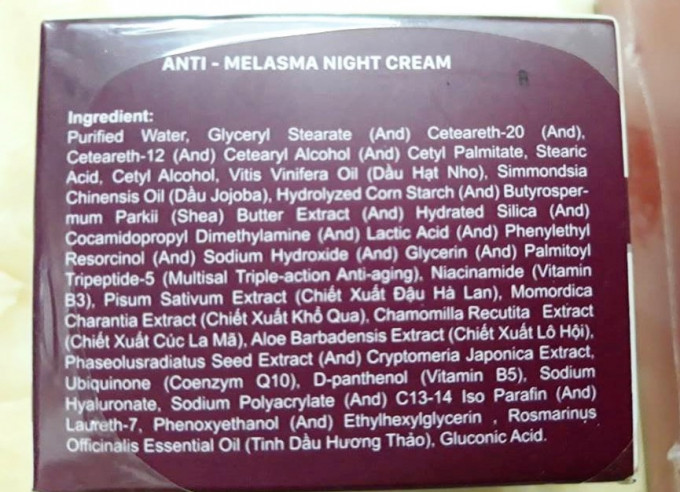 ANTI - MELASMA NIGHT CREAM
Ingredient:
Purified Water, Glyceryl Stearate (And) Ceteareth-20 (And),
Ceteareth-12 (And) Cetearyl Alcohol (And) Cetyl Palmitate, Stearic
Acid, Cetyl Alcohol, Vitis Vinifera Oil (Dầu Hạt Nho), Simmondsia
Chinensis Oil (Dầu Jojoba), Hydrolyzed Corn Starch (And) Butyrosper-
mum Parkii (Shea) Butter Extract (And) Hydrated Silica (And)
Cocamidopropyl Dimethylamine (And) Lactic Acid (And) Phenylethyl
Resorcinol (And) Sodium Hydroxide (And) Glycerin (And) Palmitoyl
Tripeptide-5 (Multisal Triple-action Anti-aging), Niacinamide (Vitamin
B3), Pisum Sativum Extract (Chiết Xuất Đậu Hà Lan), Momordica
Charantia Extract (Chiết Xuất Khổ Qua), Chamomilla Recutita Extract
(Chiết Xuất Cúc La Mã), Aloe Barbadensis Extract (Chiết Xuất Lô Hội),
Phaseolusradiatus Seed Extract (And) Cryptomeria Japonica Extract,
Ubiquinone (Coenzym Q10), D-panthenol (Vitamin B5), Sodium
Hyaluronate, Sodium Polyacrylate (And) C13-14 Iso Parafin (And)
Laureth-7, Phenoxyethanol (And) Ethylhexylglycerin , Rosmarinus
Officinalis Essential Oil (Tinh Dầu Hương Thảo), Gluconic Acid.